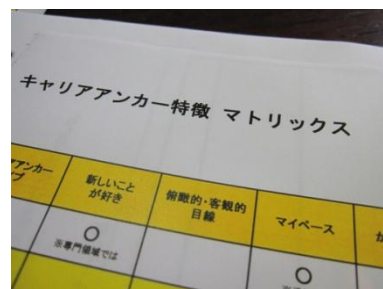 キャリアアンカー特徴 マトリックス
アンカー
新しいこと
が好き
俯瞰的・客観的
目線
マイペース
○
※専門領域では
○